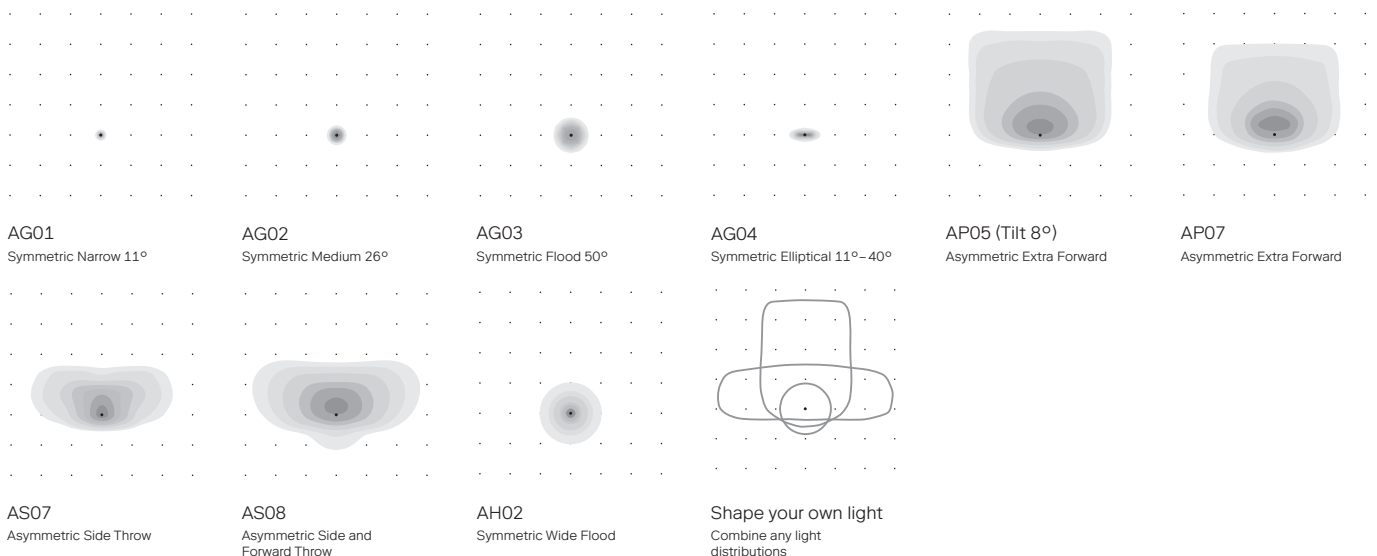 AG01
Symmetric Narrow 11°
AG02
Symmetric Medium 26°
AG03
Symmetric Flood 50°
AG04
Symmetric Elliptical 11°–40°
AP05 (Tilt 8°)
Asymmetric Extra Forward
AP07
Asymmetric Extra Forward
AS07
Asymmetric Side Throw
AS08
Asymmetric Side and
Forward Throw
AH02
Symmetric Wide Flood
Shape your own light
Combine any light
distributions